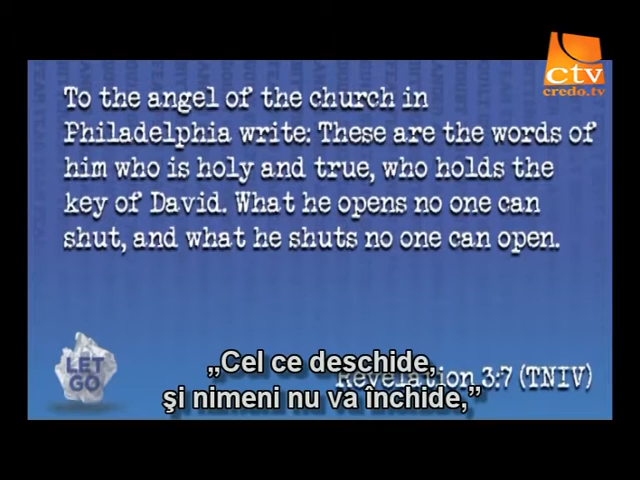 ctv
credo.tv
To the angel of the church in
Philadelphia write: These are the words of
him who is holy and true, who holds the
key of David. What he opens no one can
shut, and what he shuts no one can open.
LET
GO
„Cel ce deschide,
Revelation 3:7 (TNIV)
şi nimeni nu va închide,”